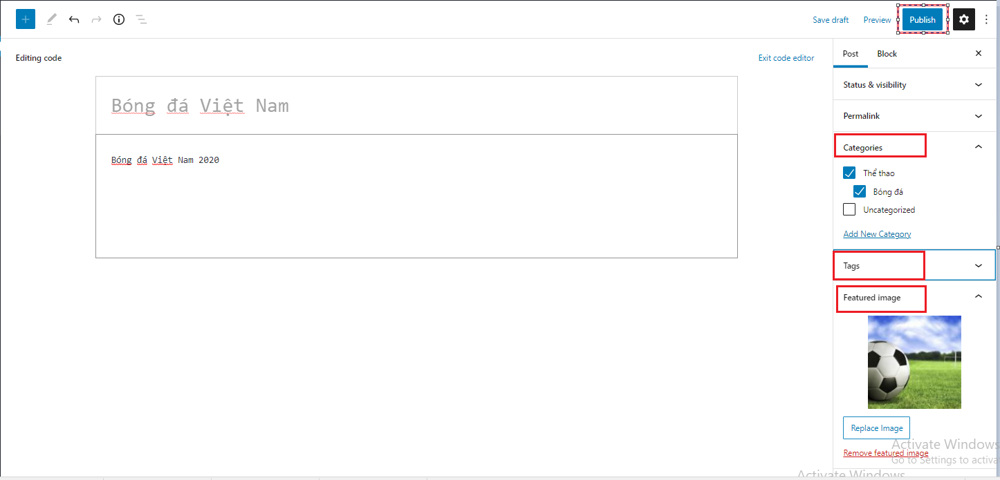 Save draft Preview Publish
Editing code Exit code editor
Post Block
Bóng đá Việt Nam
Bóng đá Việt Nam 2020
Status & visibility
Permalink
Categories
Thể thao
Bóng đá
Uncategorized
Add New Category
Tags
Featured image
Replace Image
Activate Windows
Remove featured image
Go to Settings to activa
Activate Windows